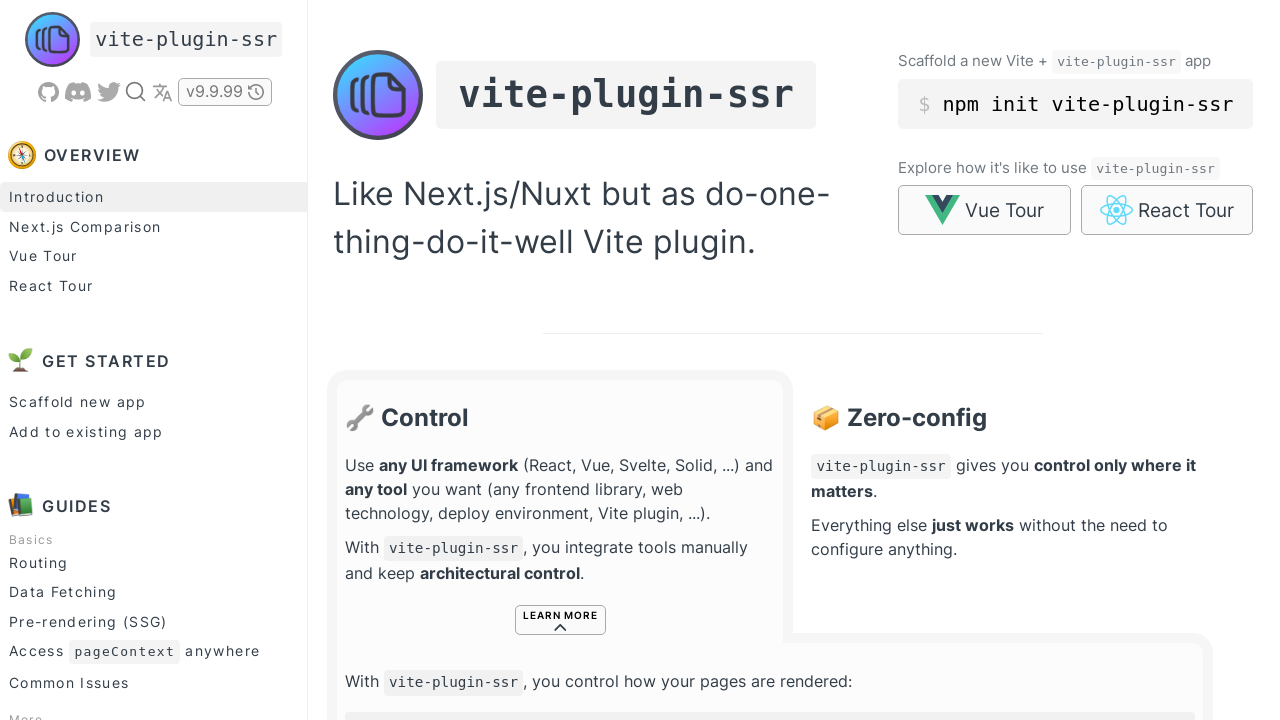 vite-plugin-ssr
v9.9.99
OVERVIEW
Introduction
Next.js Comparison
Vue Tour
React Tour
GET STARTED
Scaffold new app
Add to existing app
GUIDES
Basics
Routing
Data Fetching
Pre-rendering (SSG)
Access pageContext anywhere
Common Issues
More
vite-plugin-ssr
Like Next.js/Nuxt but as do-one-
thing-do-it-well Vite plugin.
Scaffold a new Vite + vite-plugin-ssr app
$ npm init vite-plugin-ssr
Explore how it's like to use vite-plugin-ssr
Vue Tour
React Tour
Control
Use any UI framework (React, Vue, Svelte, Solid, ...) and
any tool you want (any frontend library, web
technology, deploy environment, Vite plugin, ...).
With vite-plugin-ssr, you integrate tools manually
and keep architectural control.
LEARN MORE
Zero-config
vite-plugin-ssr gives you control only where it
matters.
Everything else just works without the need to
configure anything.
With vite-plugin-ssr, you control how your pages are rendered: